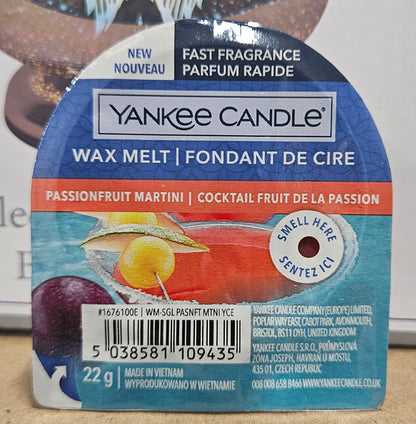 NEW
NOUVEAU
FAST FRAGRANCE
PARFUM RAPIDE
YANKEE CANDLE®
WAX MELT | FONDANT DE CIRE
PASSIONFRUIT MARTINI | COCKTAIL FRUIT DE LA PASSION
SMELL HERE
SENTEZ ICI
#1676100E | WM-SGL PASNFT MTNI YCE
5 038581 109435
22 g | MADE IN VIETNAM
WYPRODUKOWANO W WIETNAMIE
YANKEE CANDLE COMPANY (EUROPE) LIMITED,
POPLAR WAY EAST, CABOT PARK, AVONMOUTH,
BRISTOL, BS11 0YH, UNITED KINGDOM
YANKEE CANDLE S.R.O., PRŮMYSLOVÁ
ZÓNA JOSEPH, HAVRAŇ U MOSTU,
435 01, CZECH REPUBLIC
008 008 658 8466 WWW.YANKEECANDLE.CO.UK